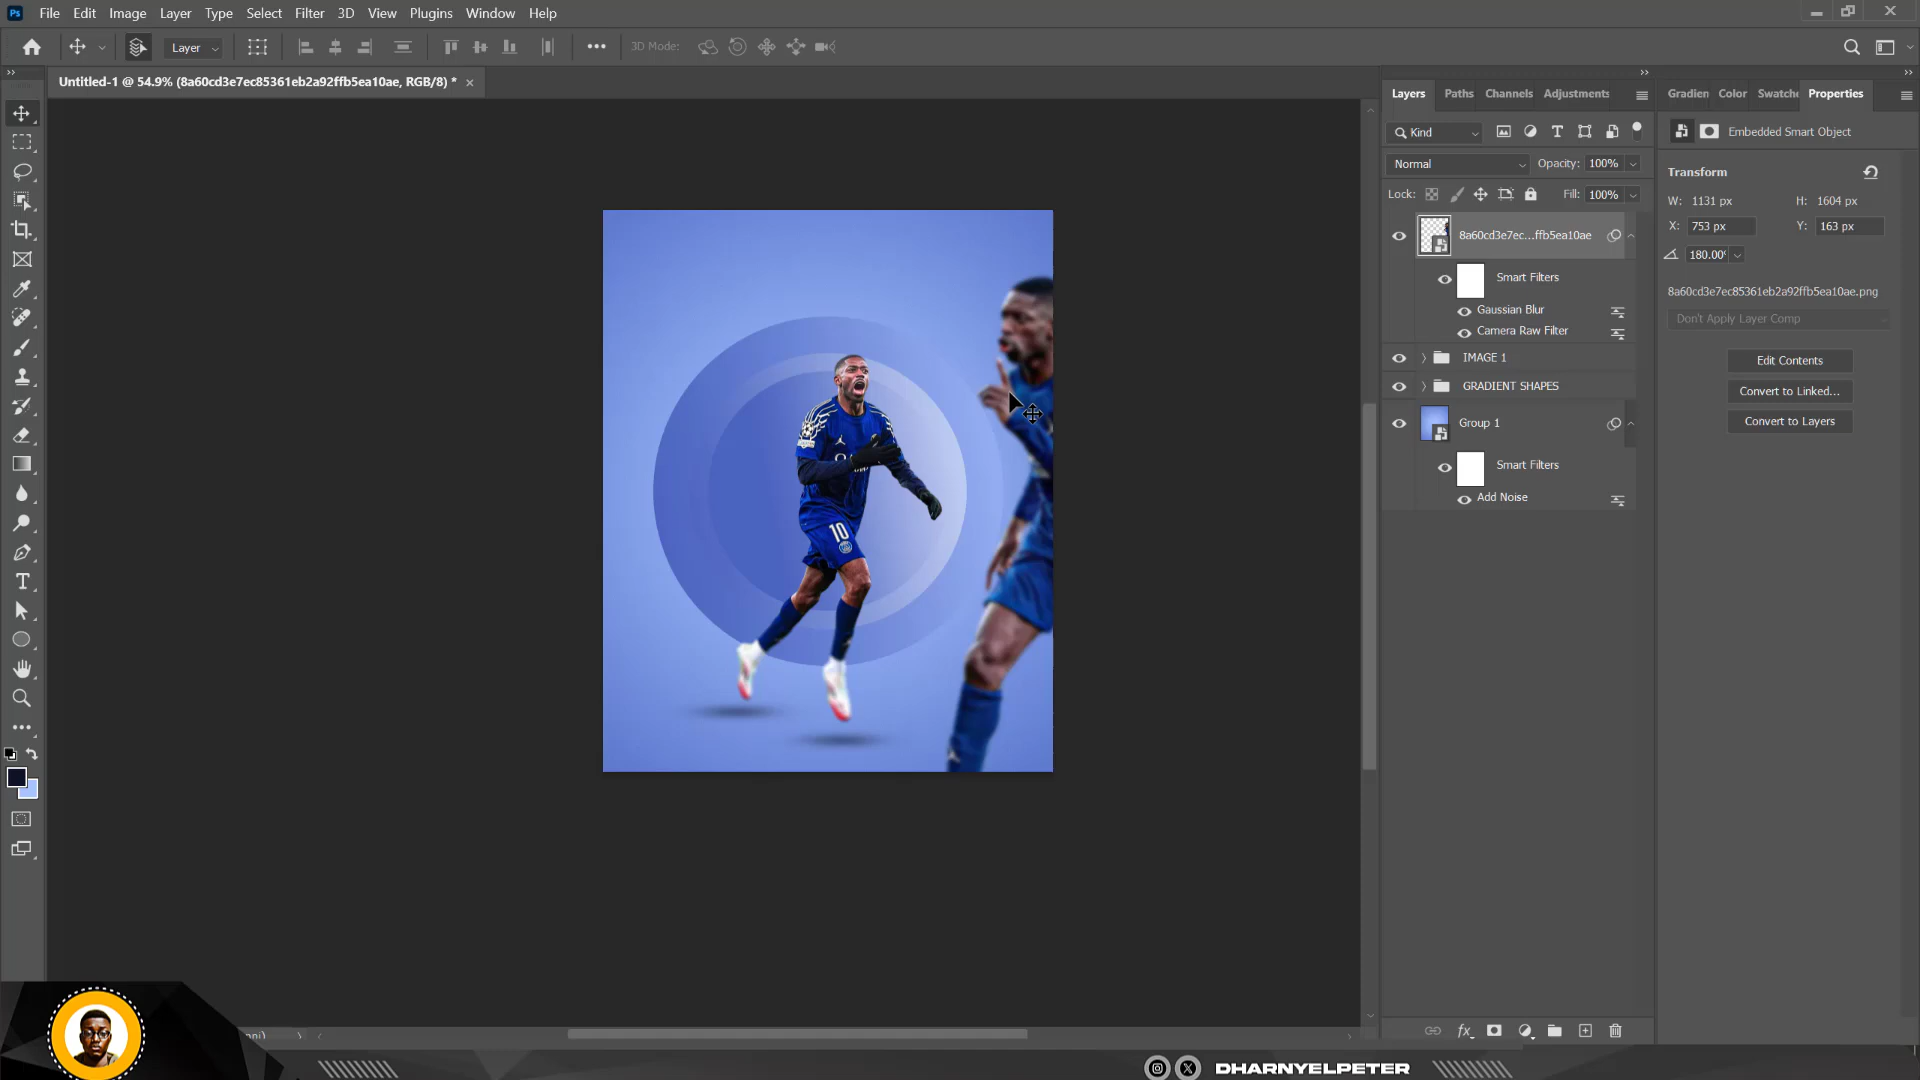 Ps File Edit Image Layer Type Select Filter 3D View Plugins Window Help
Layer 3D Mode:
Untitled-1 @ 54.9% (8a60cd3e7ec85361eb2a92ffb5ea10ae, RGB/8) *
Layers Paths Channels Adjustments
Gradien Color Swatche Properties
Kind
Embedded Smart Object
Normal Opacity: 100%
Transform
Lock: Fill: 100%
W: 1131 px H: 1604 px
X: 753 px Y: 163 px
8a60cd3e7ec...ffb5ea10ae
180.00°
Smart Filters
8a60cd3e7ec85361eb2a92ffb5ea10ae.png
Gaussian Blur
Don't Apply Layer Comp
Camera Raw Filter
IMAGE 1
Edit Contents
GRADIENT SHAPES
Convert to Linked...
Group 1
Convert to Layers
Smart Filters
Add Noise
10
DHARNYELPETER